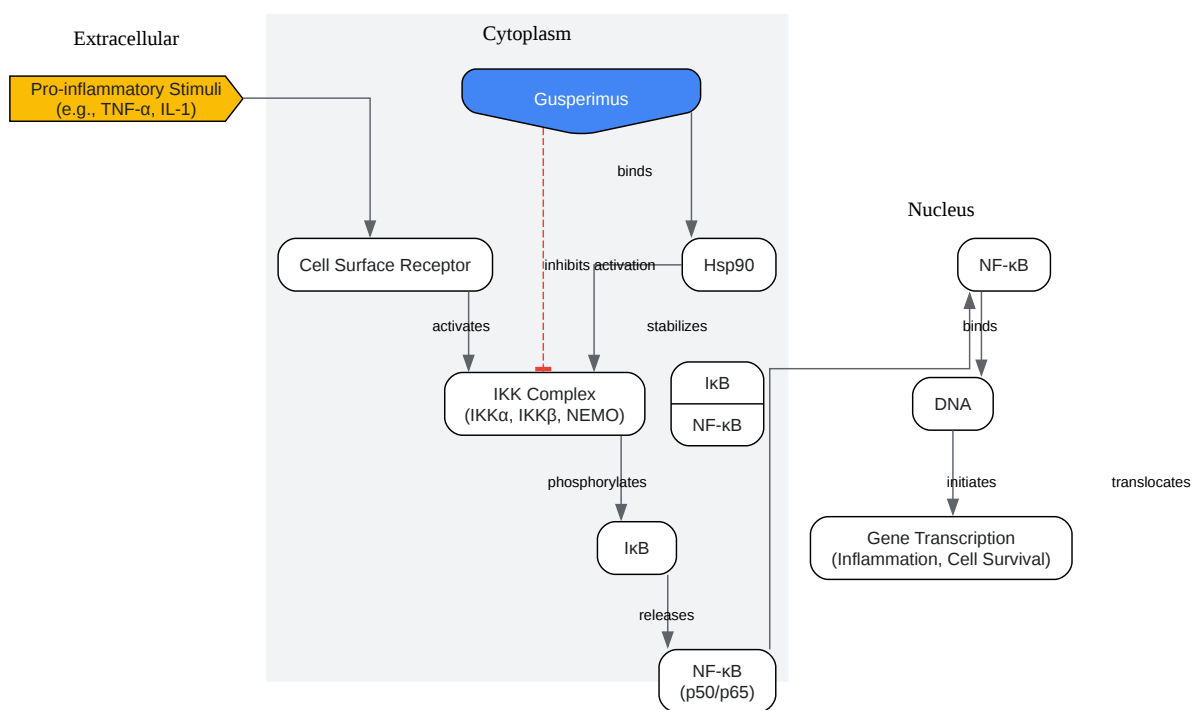 Extracellular
Cytoplasm
Pro-inflammatory Stimuli
(e.g., TNF-α, IL-1)
Gusperimus
binds
Nucleus
Cell Surface Receptor
inhibits activation
Hsp90
NF-κB
activates
stabilizes
binds
IKK Complex
(IKKα, IKKβ, NEMO)
IκB
NF-κB
DNA
phosphorylates
initiates
translocates
IκB
Gene Transcription
(Inflammation, Cell Survival)
releases
NF-κB
(p50/p65)